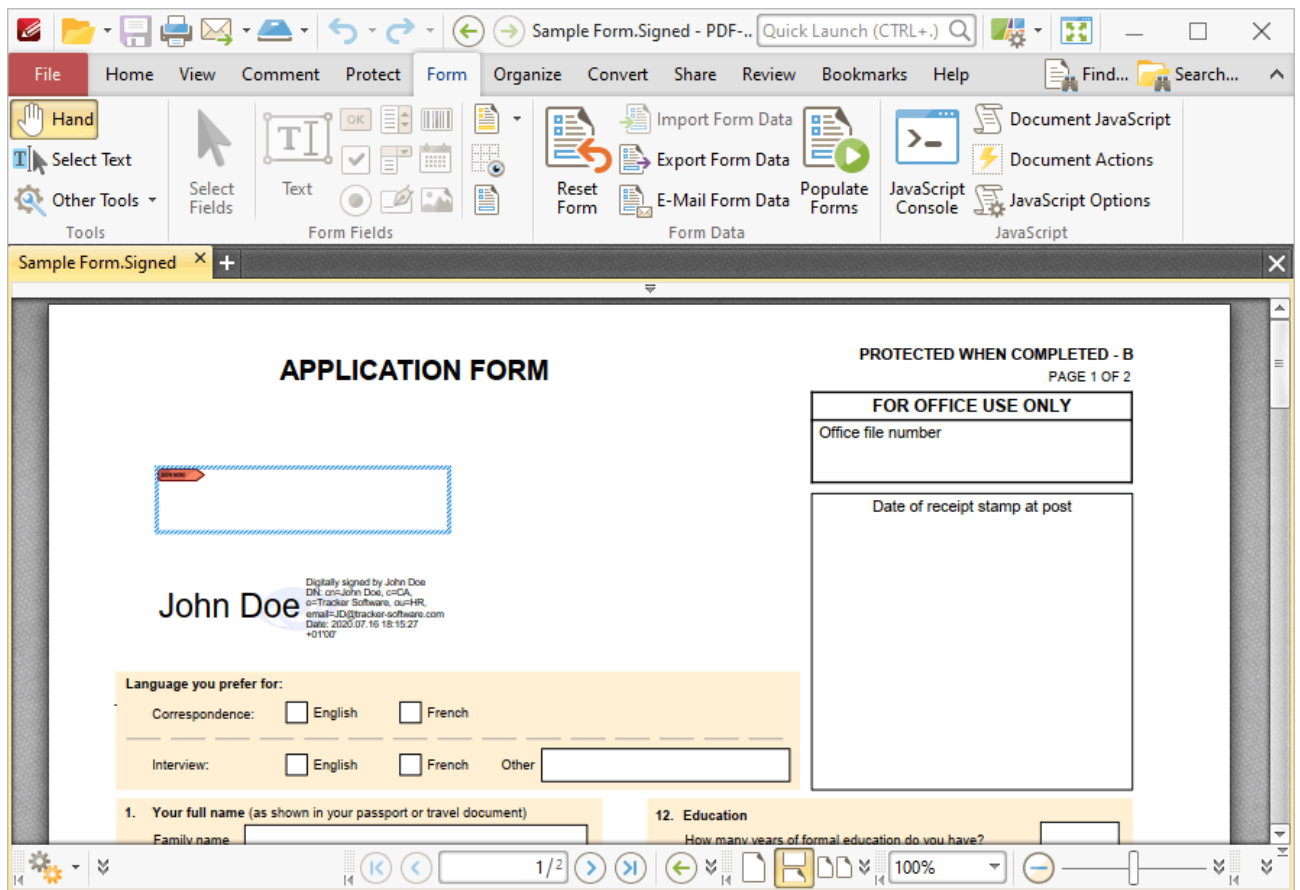 Sample Form.Signed - PDF-..
Quick Launch (CTRL+.)
File Home View Comment Protect Form Organize Convert Share Review Bookmarks Help Find... Search...
Hand
Select Text
Other Tools
Tools
Select Fields
Text
OK
Form Fields
Reset Form
Import Form Data
Export Form Data
E-Mail Form Data
Populate Forms
Form Data
JavaScript Console
Document JavaScript
Document Actions
JavaScript Options
JavaScript
Sample Form.Signed
APPLICATION FORM
PROTECTED WHEN COMPLETED - B
PAGE 1 OF 2
FOR OFFICE USE ONLY
Office file number
Date of receipt stamp at post
John Doe
Digitally signed by John Doe
DN: cn=John Doe, c=CA,
o=Tracker Software, ou=HR,
email=JD@tracker-software.com
Date: 2020.07.16 18:15:27
+01'00'
Language you prefer for:
Correspondence: English French
Interview: English French Other
1. Your full name (as shown in your passport or travel document)
Family name
12. Education
How many years of formal education do you have?
1/2
100%